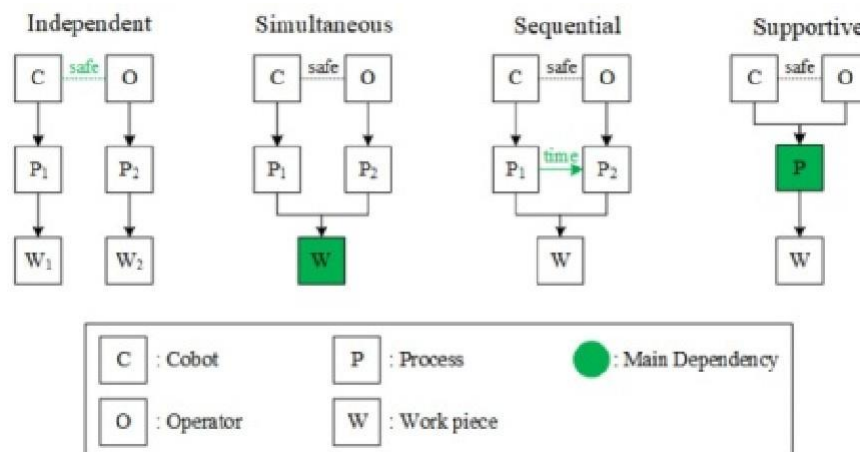 Independent Simultaneous Sequential Supportive
C safe O C safe O C safe O C safe O
P1 P2 P1 P2 P1 time P2 P
W1 W2 W W W
C : Cobot P : Process : Main Dependency
O : Operator W : Work piece